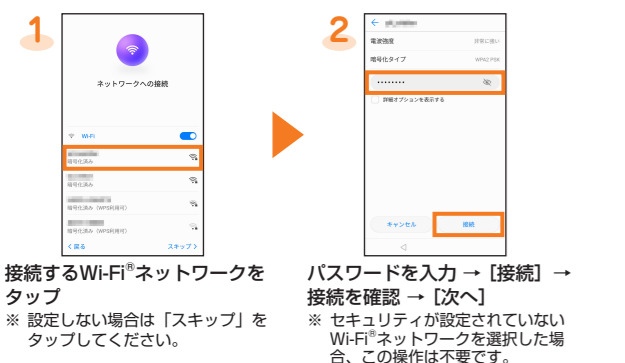 1
ネットワークへの接続
Wi-Fi
暗号化済み
暗号化済み
暗号化済み（WPS利用可）
暗号化済み（WPS利用可）
く戻る
スキップ 〉
接続するWi-Fi®ネットワークを
タップ
※ 設定しない場合は「スキップ」を
タップしてください。
2
電波強度 非常に強い
暗号化タイプ WPA2 PSK
••••••••
詳細オプションを表示する
キャンセル 接続
パスワードを入力 → [接続] →
接続を確認 → [次へ]
※ セキュリティが設定されていない
Wi-Fi®ネットワークを選択した場
合、この操作は不要です。